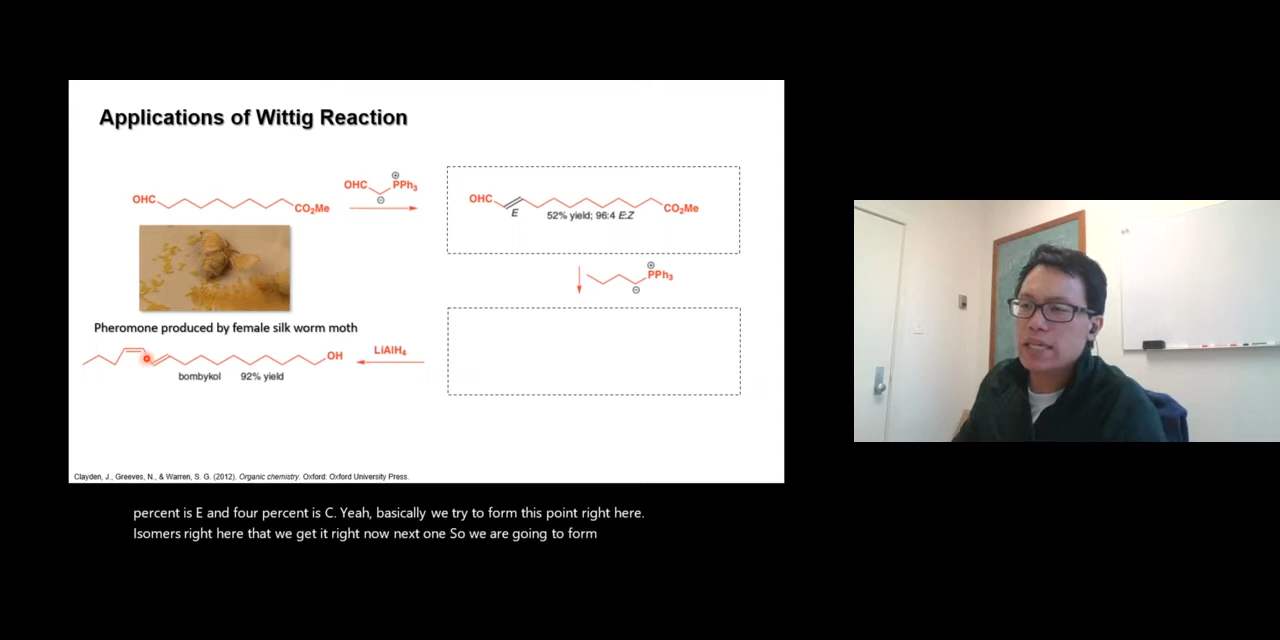 Applications of Wittig Reaction
OHC
CO₂Me
OHC
⊕
PPh₃
⊖
OHC
E
52% yield; 96:4 E:Z
CO₂Me
⊕
PPh₃
⊖
Pheromone produced by female silk worm moth
OH
LiAlH₄
bombykol 92% yield
Clayden, J., Greeves, N., & Warren, S. G. (2012). Organic chemistry. Oxford: Oxford University Press.
percent is E and four percent is C. Yeah, basically we try to form this point right here.
Isomers right here that we get it right now next one So we are going to form